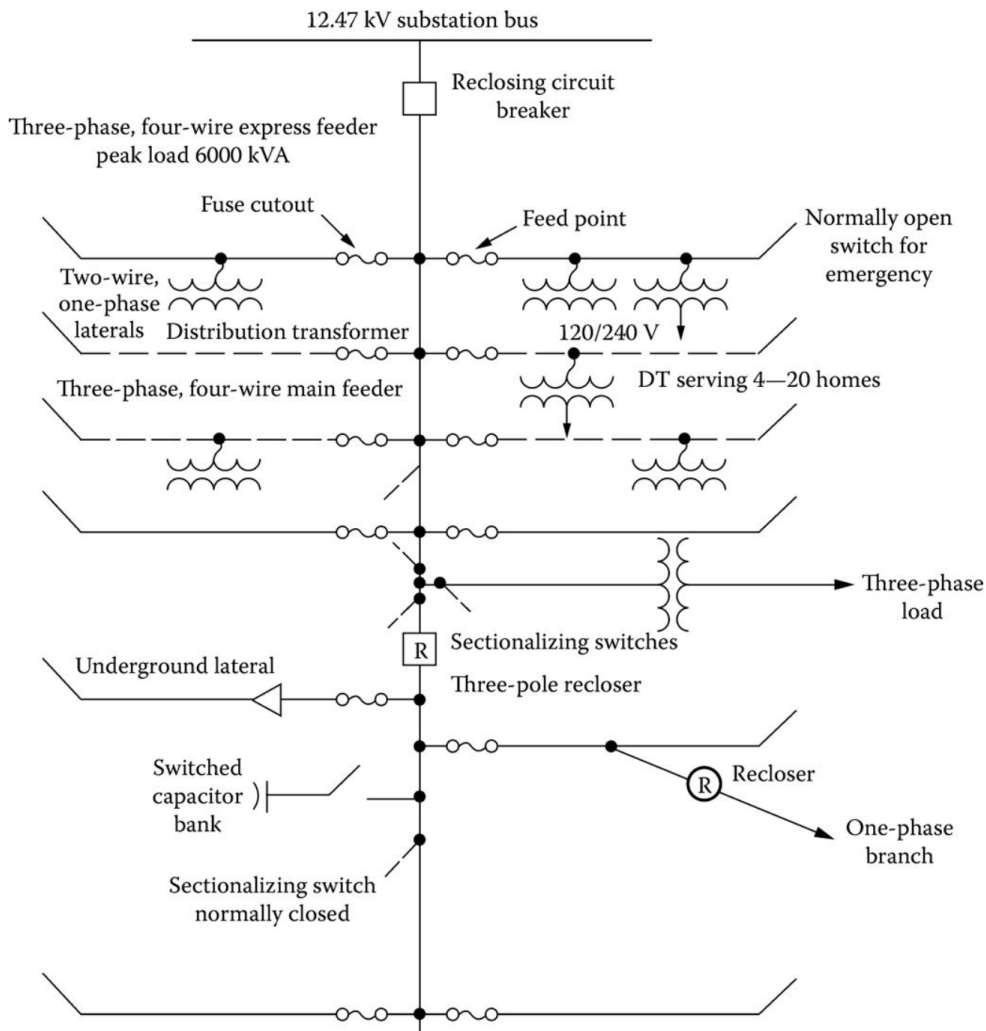 12.47 kV substation bus
Reclosing circuit
breaker
Three-phase, four-wire express feeder
peak load 6000 kVA
Fuse cutout
Feed point
Normally open
switch for
emergency
Two-wire,
one-phase
laterals
Distribution transformer
120/240 V
Three-phase, four-wire main feeder
DT serving 4—20 homes
Three-phase
load
R
Sectionalizing switches
Underground lateral
Three-pole recloser
Switched
capacitor
bank
R
Recloser
One-phase
branch
Sectionalizing switch
normally closed